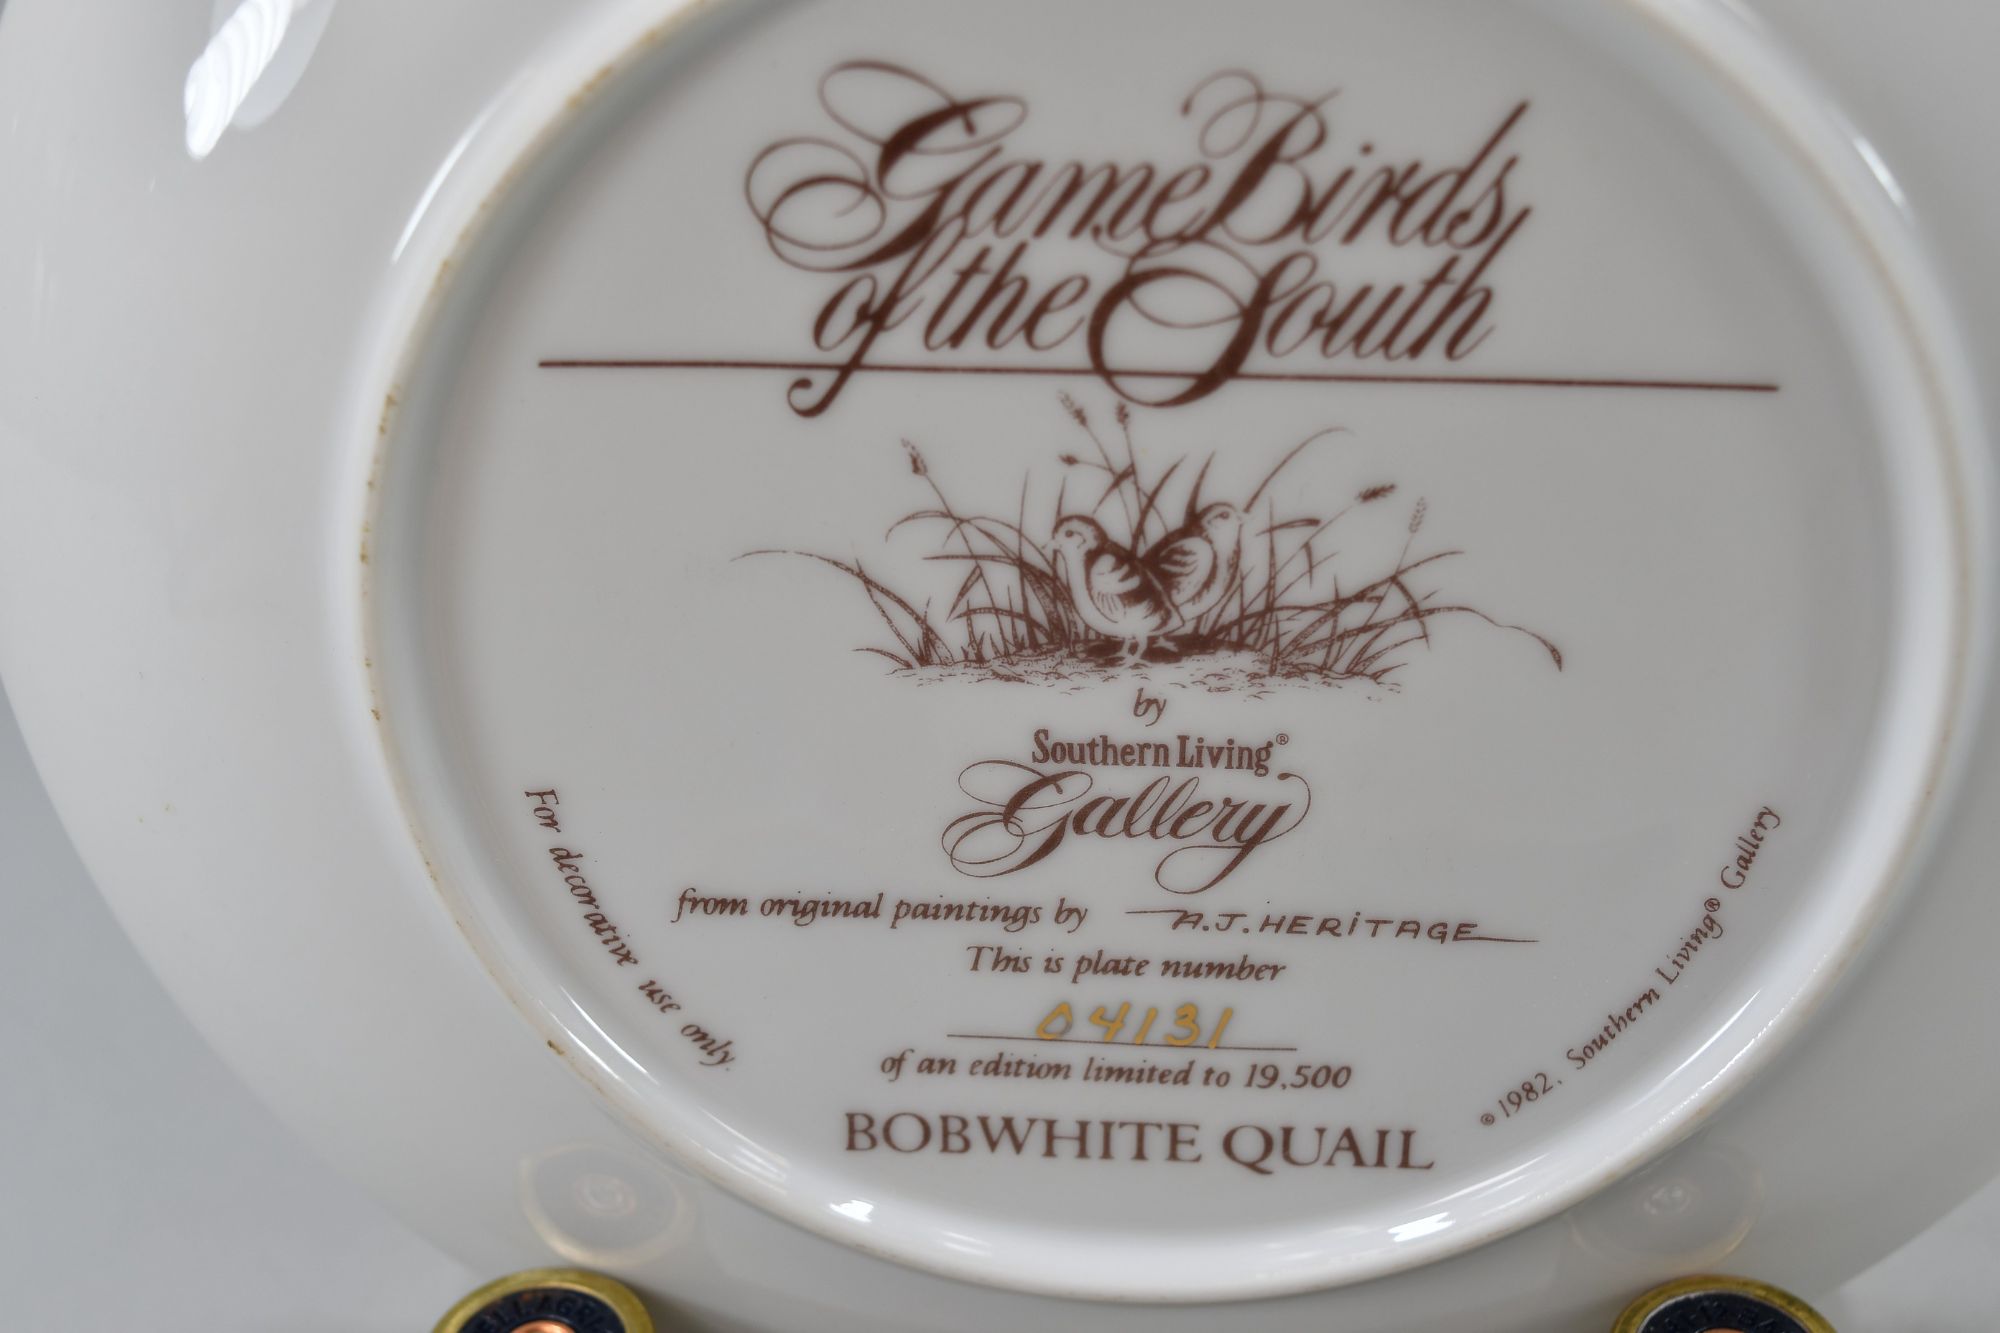 Game Birds
of the South
by
Southern Living®
Gallery
from original paintings by A.J. HERITAGE
This is plate number
04131
of an edition limited to 19,500
BOBWHITE QUAIL
For decorative use only.
©1982, Southern Living® Gallery